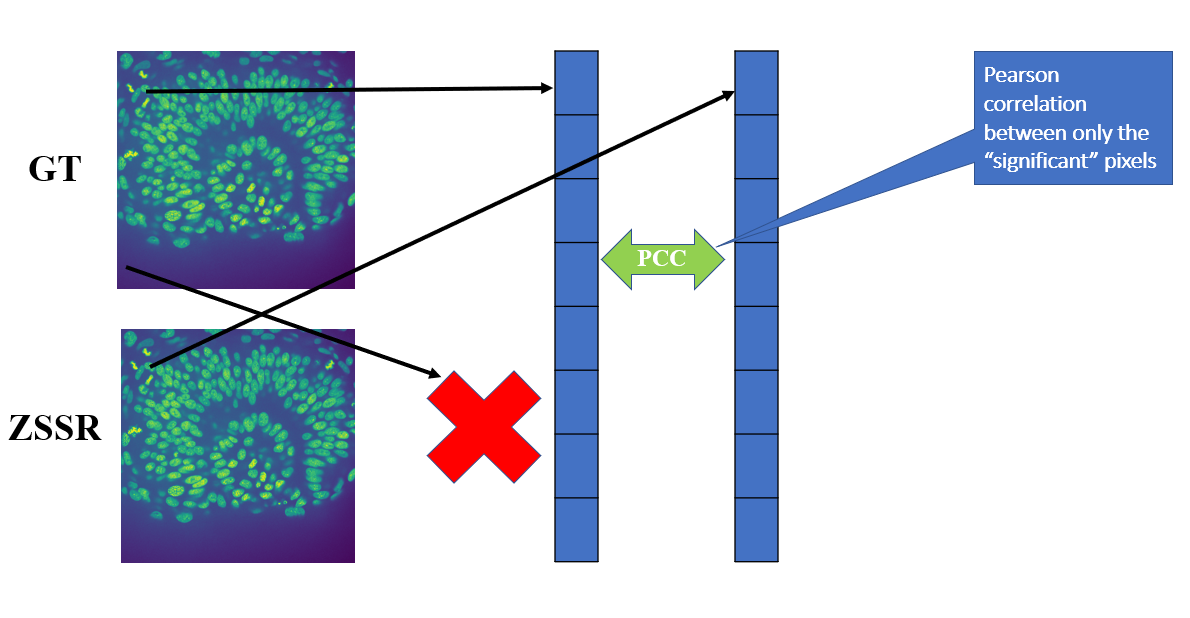 GT
ZSSR
PCC
Pearson
correlation
between only the
“significant” pixels